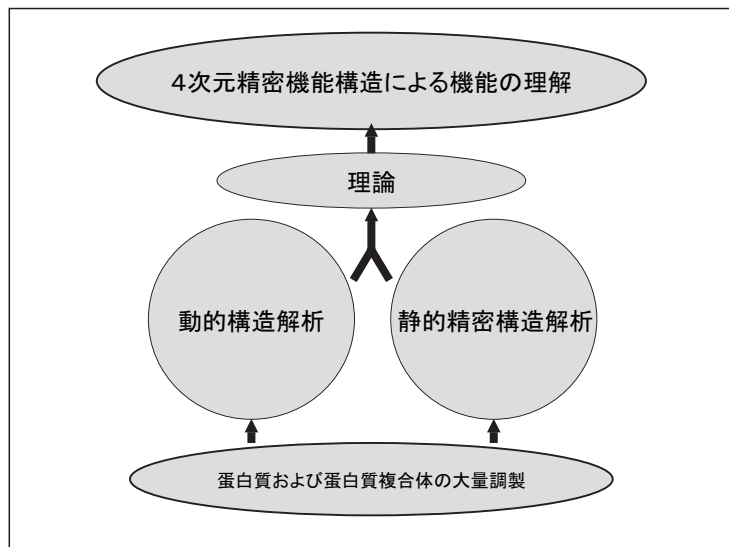 ４次元精密機能構造による機能の理解
理論
動的構造解析
静的精密構造解析
蛋白質および蛋白質複合体の大量調製